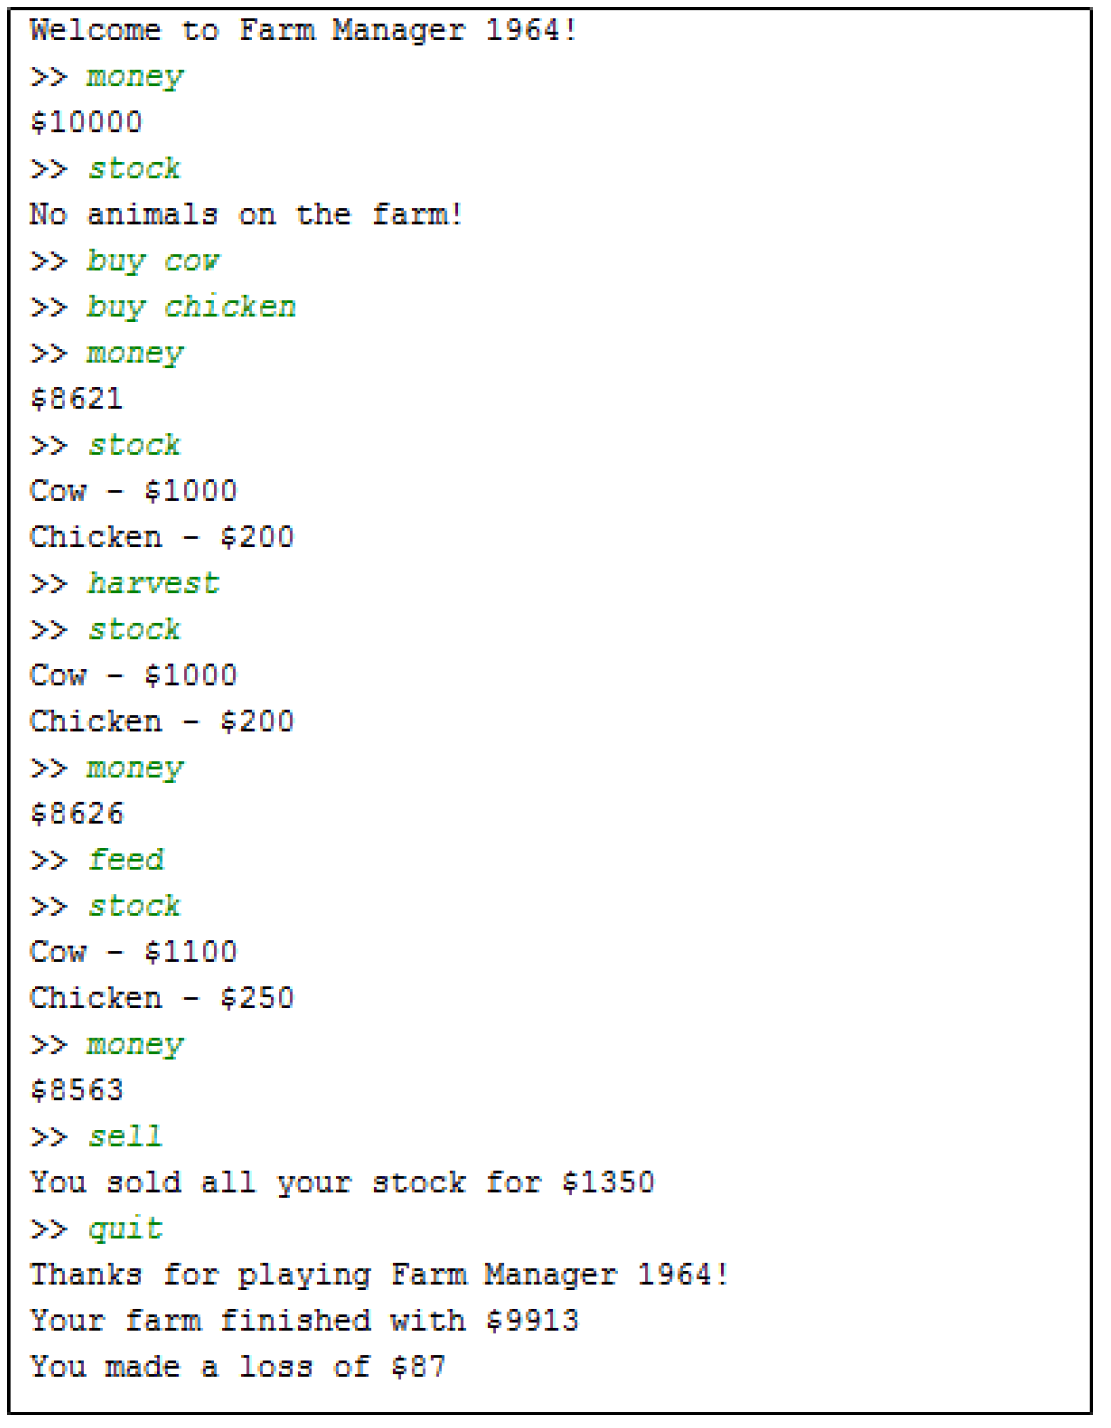 Welcome to Farm Manager 1964!
>> money
$10000
>> stock
No animals on the farm!
>> buy cow
>> buy chicken
>> money
$8621
>> stock
Cow - $1000
Chicken - $200
>> harvest
>> stock
Cow - $1000
Chicken - $200
>> money
$8626
>> feed
>> stock
Cow - $1100
Chicken - $250
>> money
$8563
>> sell
You sold all your stock for $1350
>> quit
Thanks for playing Farm Manager 1964!
Your farm finished with $9913
You made a loss of $87